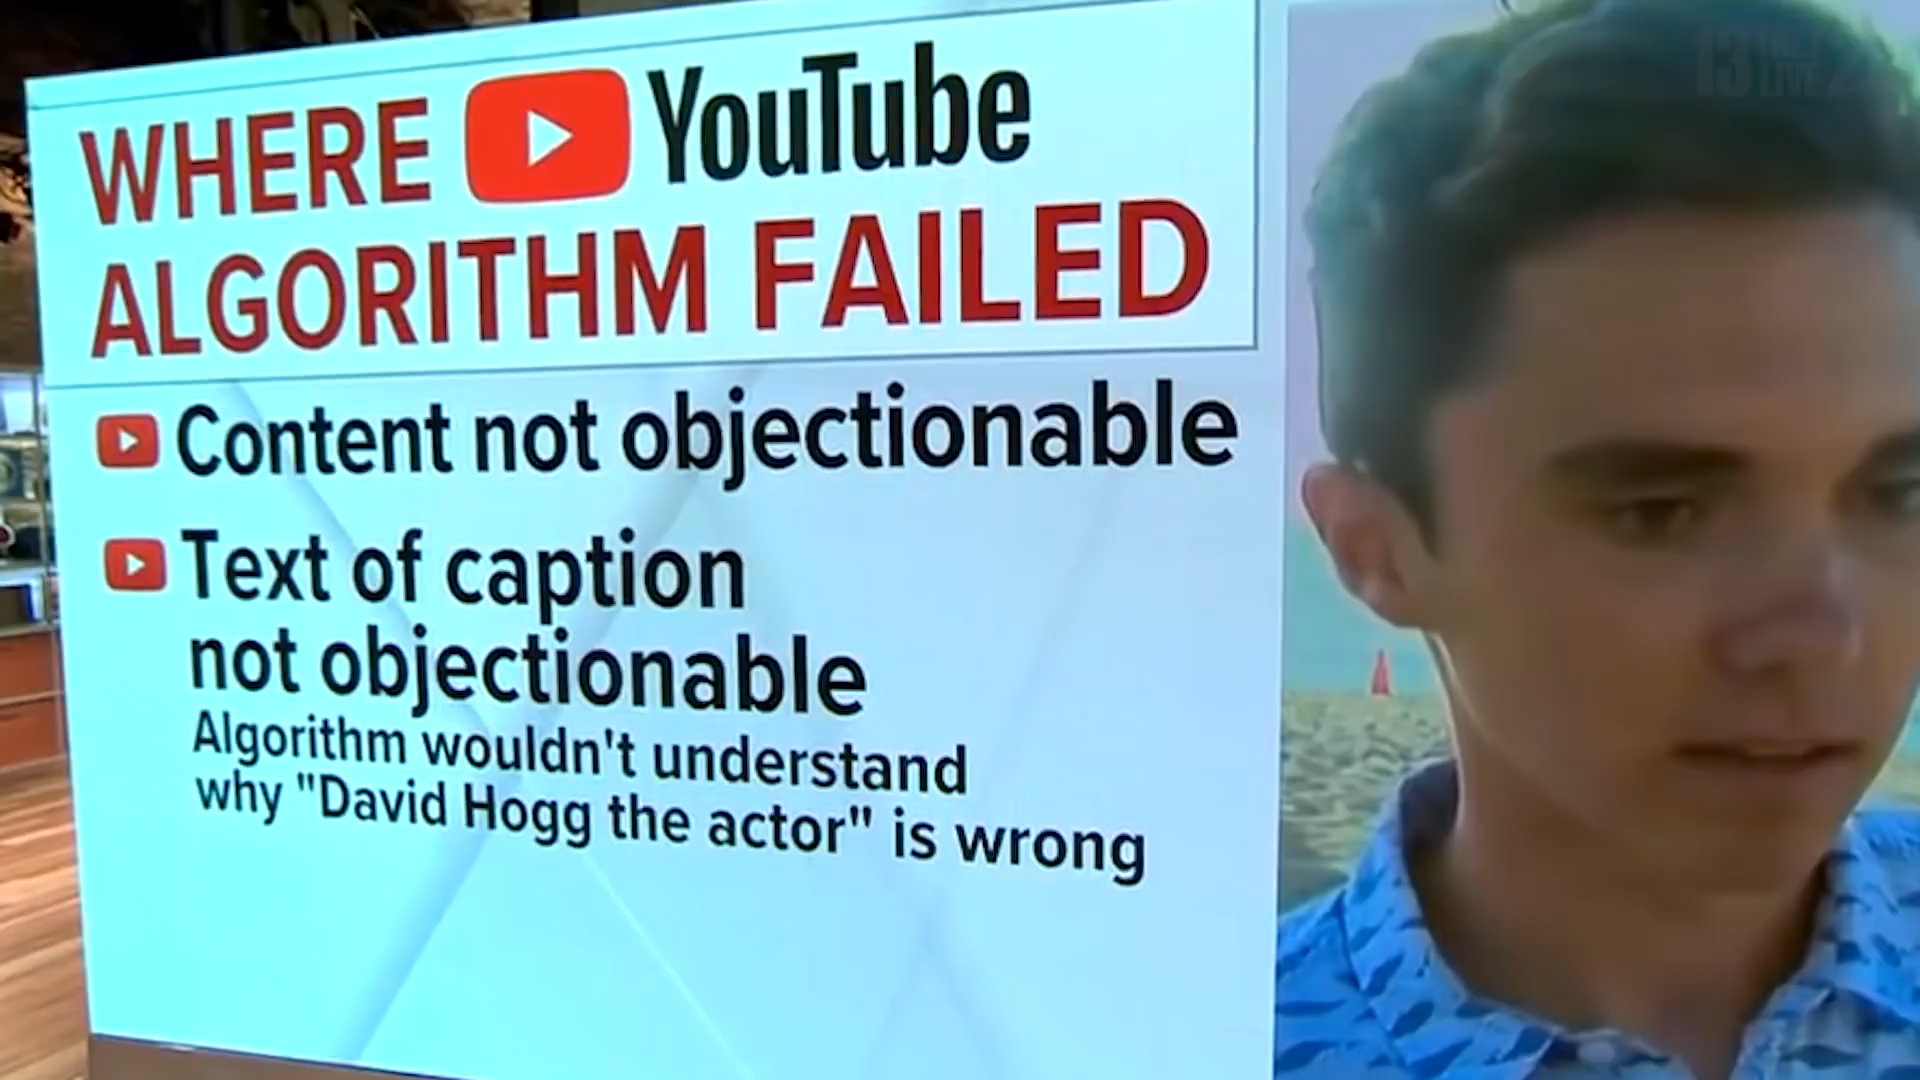 WHERE YouTube
ALGORITHM FAILED
Content not objectionable
Text of caption
not objectionable
Algorithm wouldn't understand
why "David Hogg the actor" is wrong